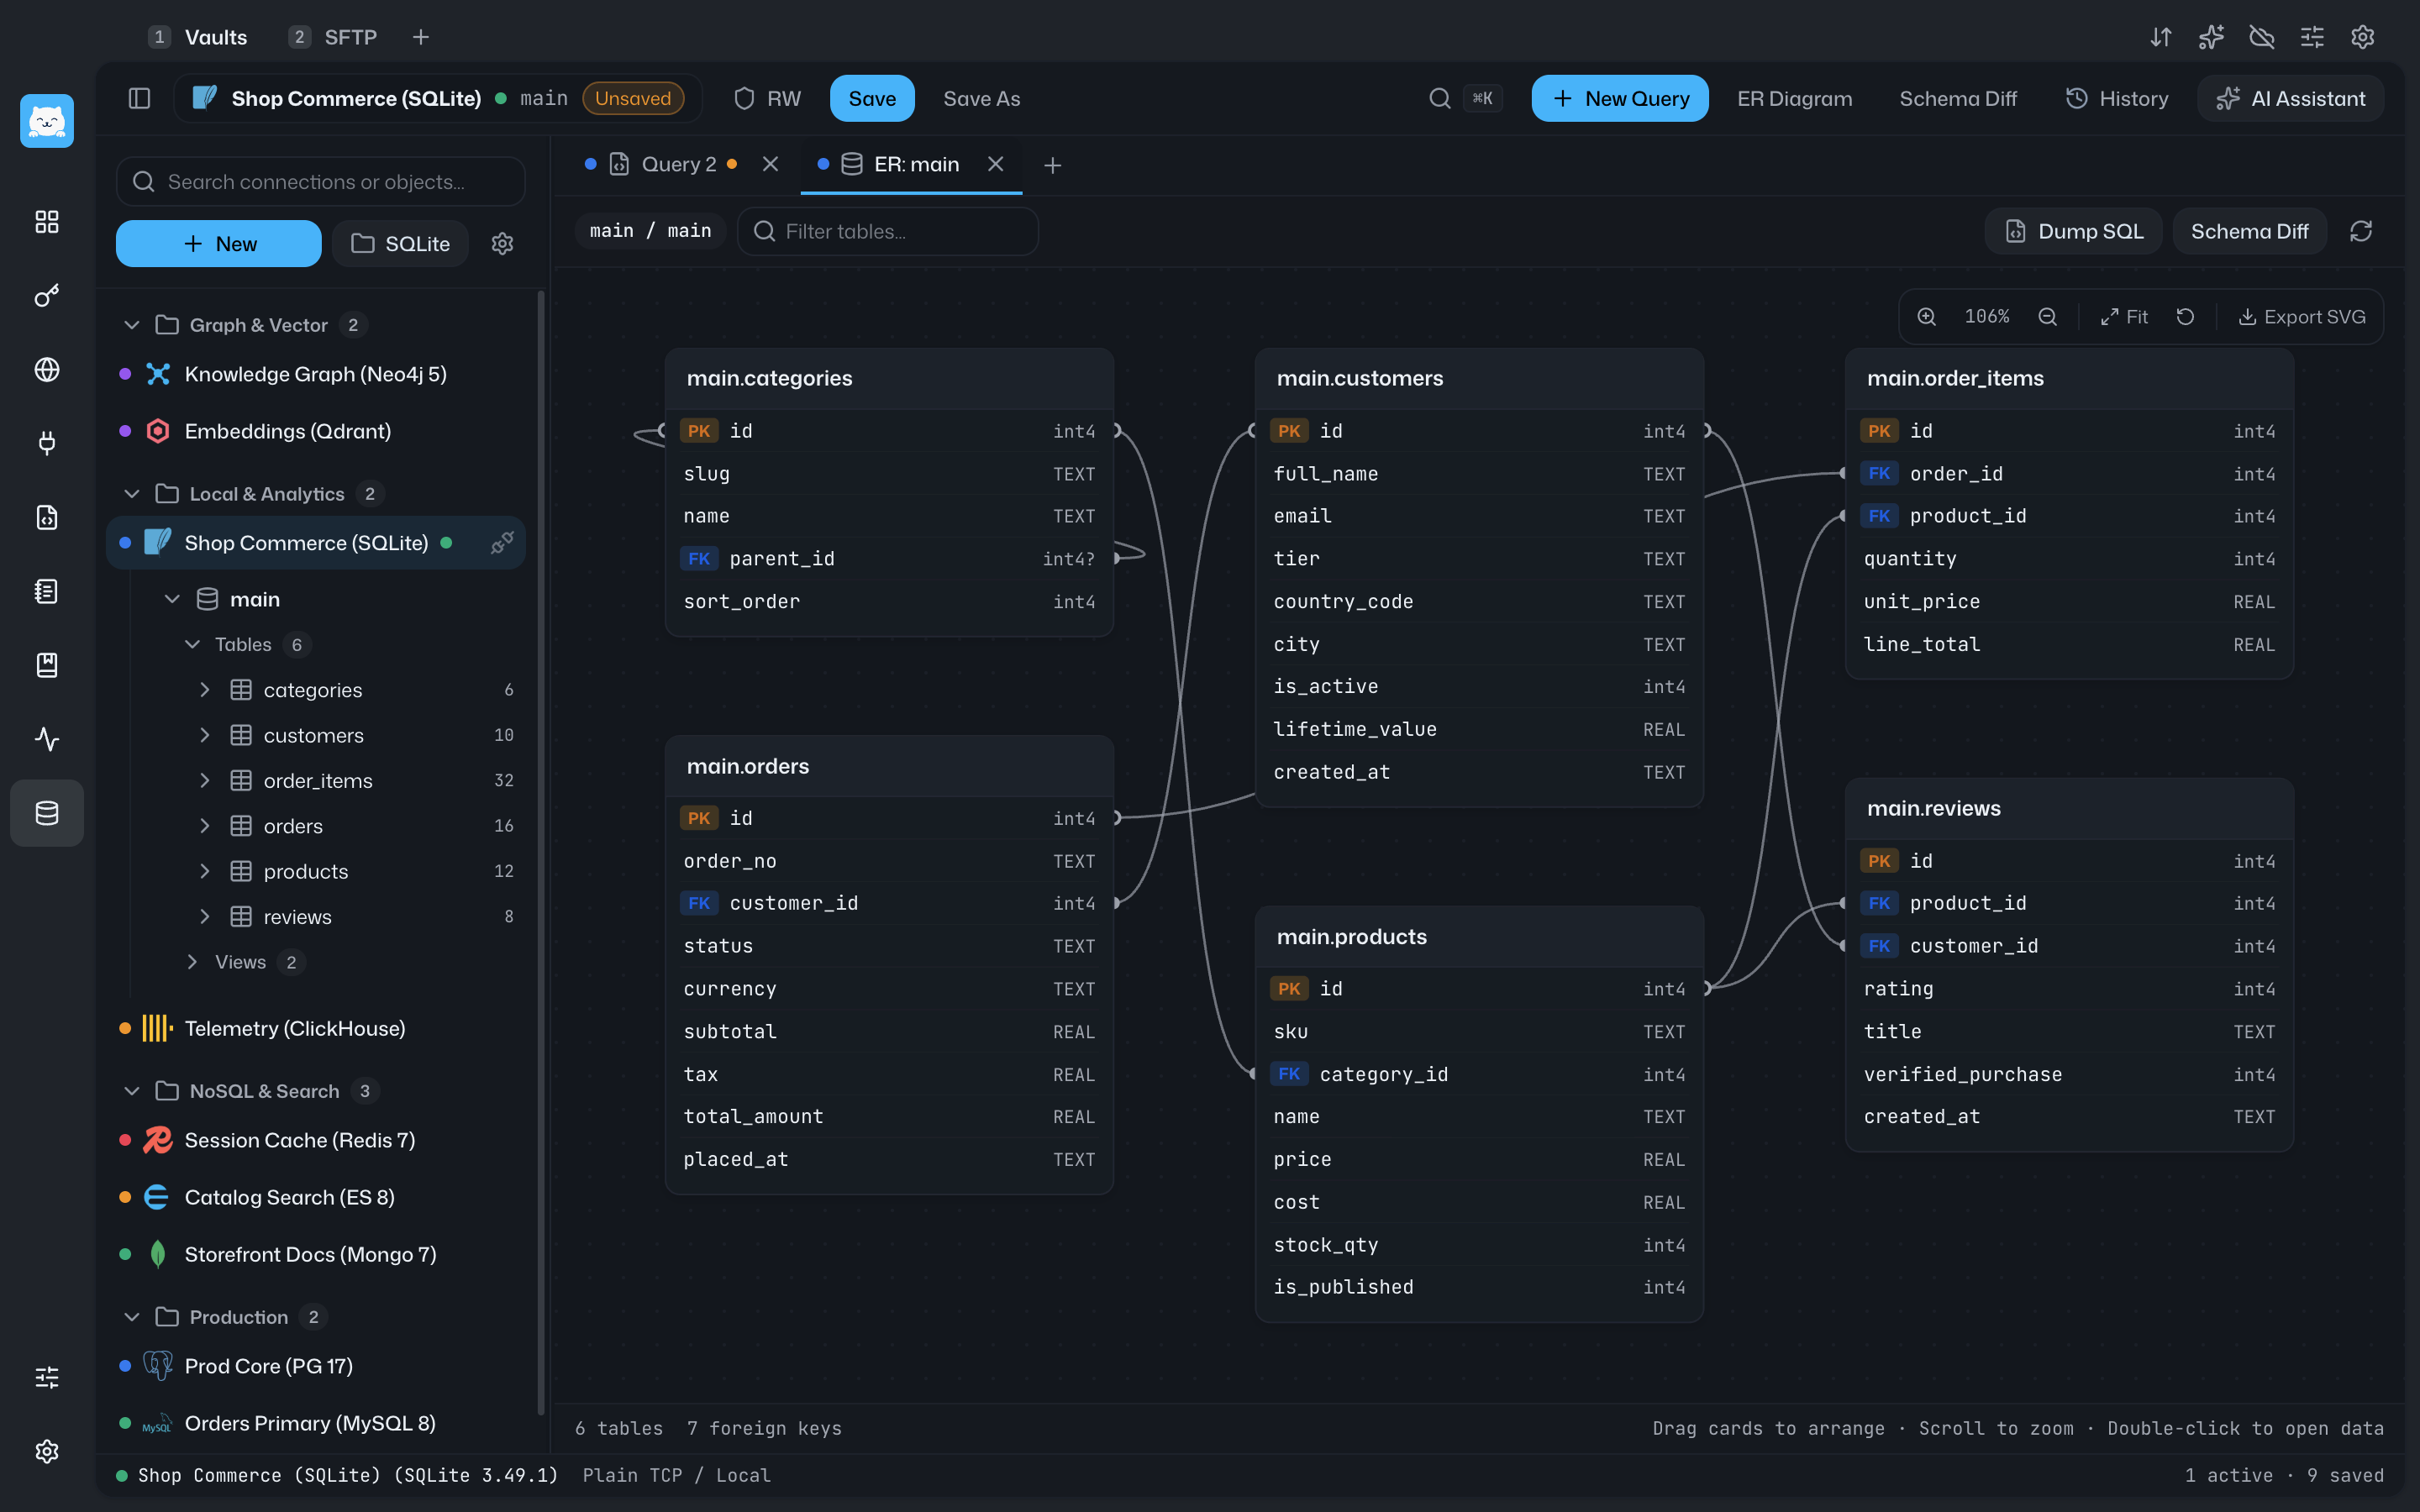 1 Vaults 2 SFTP
Shop Commerce (SQLite) main Unsaved RW Save Save As ⌘K New Query ER Diagram Schema Diff History AI Assistant
Search connections or objects...
New SQLite
Graph & Vector 2
Knowledge Graph (Neo4j 5)
Embeddings (Qdrant)
Local & Analytics 2
Shop Commerce (SQLite)
main
Tables 6
categories 6
customers 10
order_items 32
orders 16
products 12
reviews 8
Views 2
Telemetry (ClickHouse)
NoSQL & Search 3
Session Cache (Redis 7)
Catalog Search (ES 8)
Storefront Docs (Mongo 7)
Production 2
Prod Core (PG 17)
MySQL Orders Primary (MySQL 8)
Query 2 ER: main
main / main Filter tables... Dump SQL Schema Diff
106% Fit Export SVG
main.categories
PK id int4
slug TEXT
name TEXT
FK parent_id int4?
sort_order int4
main.orders
PK id int4
order_no TEXT
FK customer_id int4
status TEXT
currency TEXT
subtotal REAL
tax REAL
total_amount REAL
placed_at TEXT
main.customers
PK id int4
full_name TEXT
email TEXT
tier TEXT
country_code TEXT
city TEXT
is_active int4
lifetime_value REAL
created_at TEXT
main.products
PK id int4
sku TEXT
FK category_id int4
name TEXT
price REAL
cost REAL
stock_qty int4
is_published int4
main.order_items
PK id int4
FK order_id int4
FK product_id int4
quantity int4
unit_price REAL
line_total REAL
main.reviews
PK id int4
FK product_id int4
FK customer_id int4
rating int4
title TEXT
verified_purchase int4
created_at TEXT
6 tables 7 foreign keys Drag cards to arrange · Scroll to zoom · Double-click to open data
Shop Commerce (SQLite) (SQLite 3.49.1) Plain TCP / Local 1 active · 9 saved